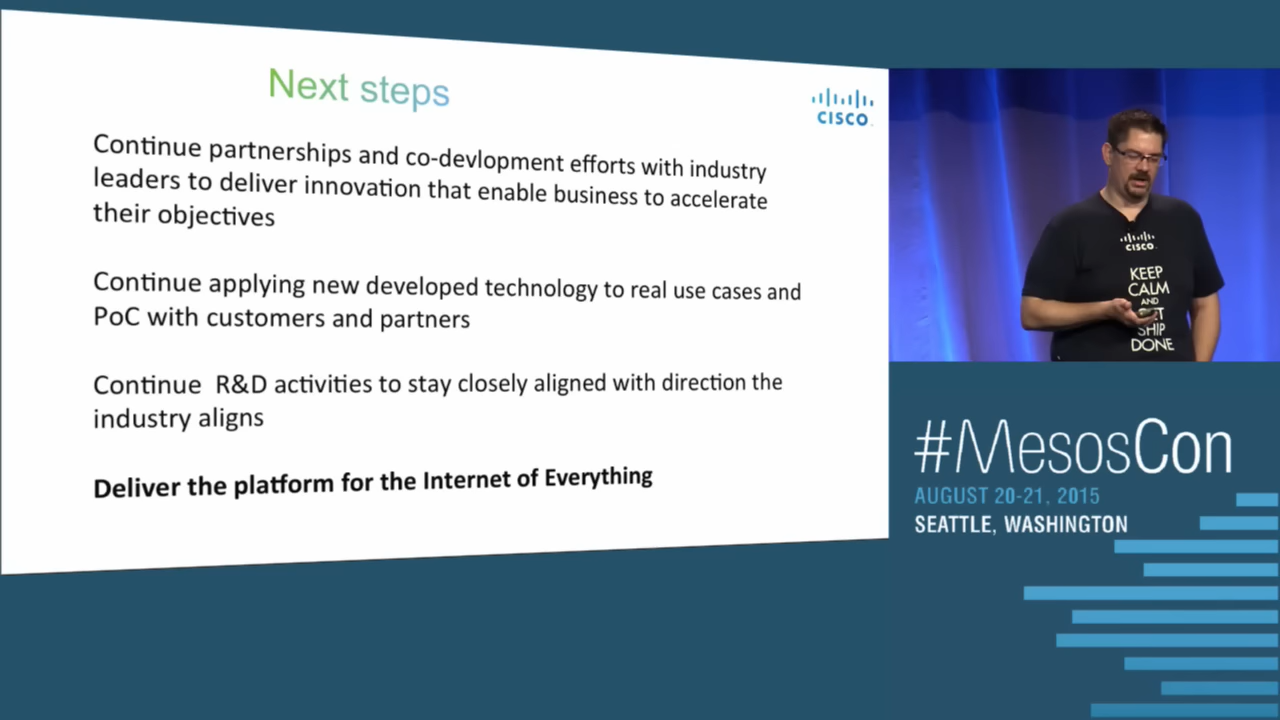 Next steps
CISCO
Continue partnerships and co-devlopment efforts with industry
leaders to deliver innovation that enable business to accelerate
their objectives
Continue applying new developed technology to real use cases and
PoC with customers and partners
Continue  R&D activities to stay closely aligned with direction the
industry aligns
Deliver the platform for the Internet of Everything
CISCO
KEEP
CALM
AND
SHIP
DONE
#MesosCon
AUGUST 20-21, 2015
SEATTLE, WASHINGTON